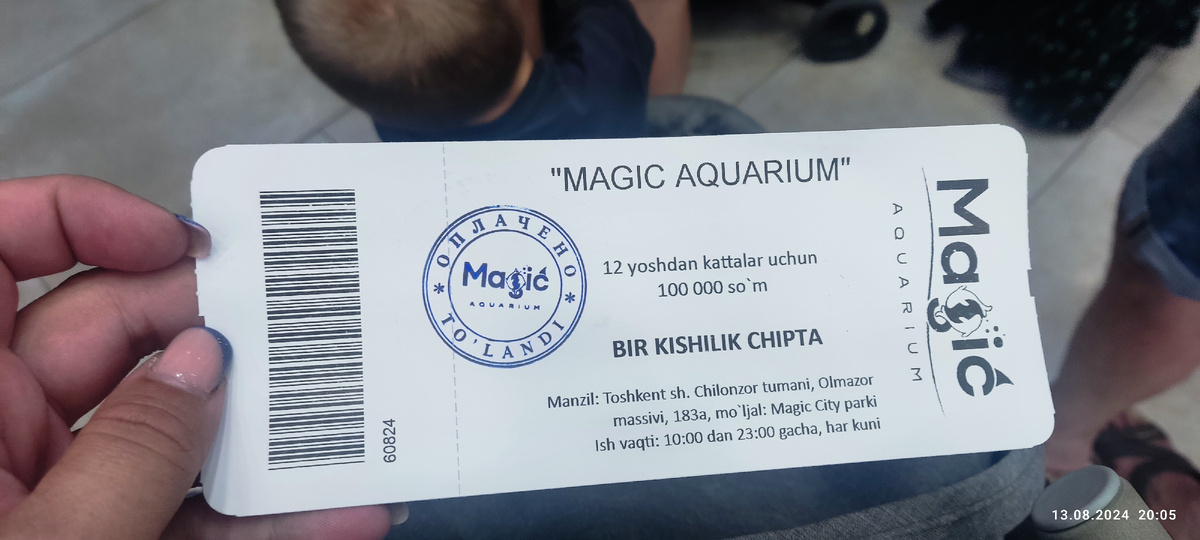 "MAGIC AQUARIUM"
12 yoshdan kattalar uchun
100 000 so`m
BIR KISHILIK CHIPTA
Manzil: Toshkent sh. Chilonzor tumani, Olmazor
massivi, 183a, mo`ljal: Magic City parki
Ish vaqti: 10:00 dan 23:00 gacha, har kuni
* ОПЛАЧЕНО *
Magic
AQUARIUM
TO'LANDI
60824
Magic
AQUARIUM
13.08.2024 20:05